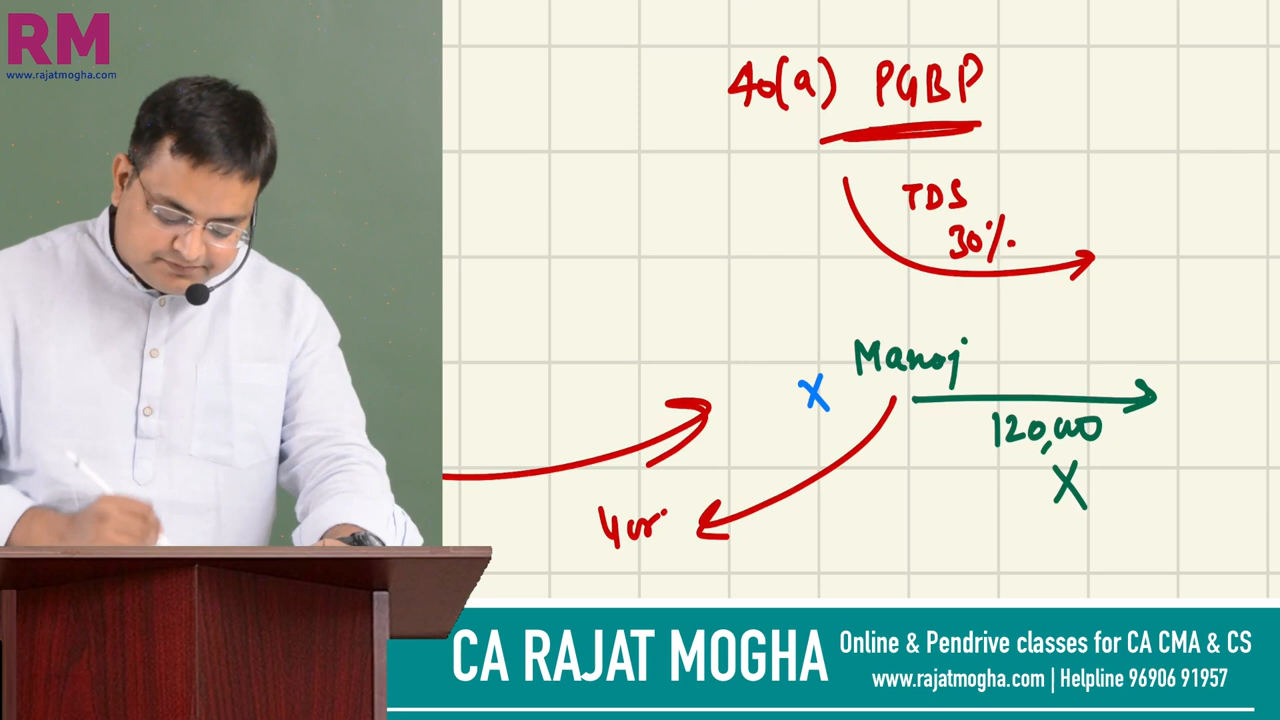 RM
www.rajatmogha.com
40(a) PGBP
TDS
30%.
Manoj
X
120,000
X
4cr
CA RAJAT MOGHA
Online & Pendrive classes for CA CMA & CS
www.rajatmogha.com | Helpline 96906 91957